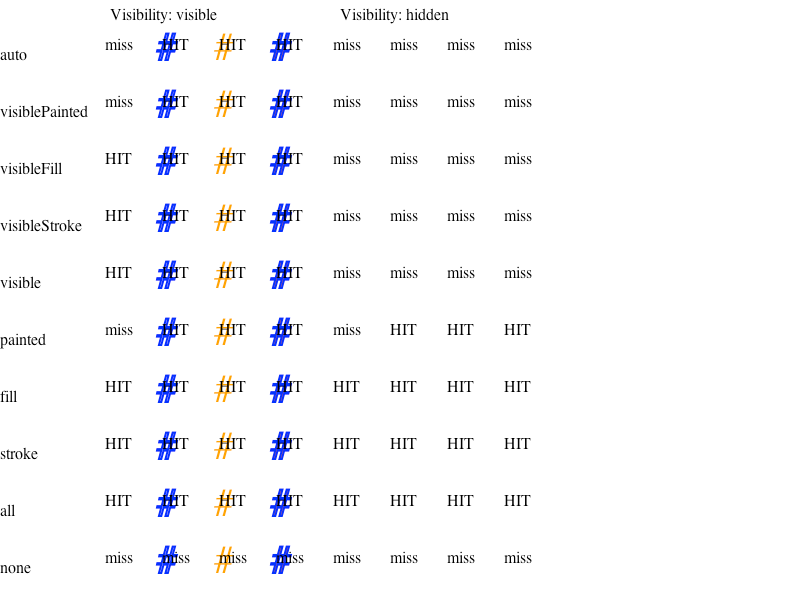 Visibility: visible Visibility: hidden
auto miss # HIT # HIT # HIT miss miss miss miss
visiblePainted miss # HIT # HIT # HIT miss miss miss miss
visibleFill HIT # HIT # HIT # HIT miss miss miss miss
visibleStroke HIT # HIT # HIT # HIT miss miss miss miss
visible HIT # HIT # HIT # HIT miss miss miss miss
painted miss # HIT # HIT # HIT miss HIT HIT HIT
fill HIT # HIT # HIT # HIT HIT HIT HIT HIT
stroke HIT # HIT # HIT # HIT HIT HIT HIT HIT
all HIT # HIT # HIT # HIT HIT HIT HIT HIT
none miss # miss # miss # miss miss miss miss miss